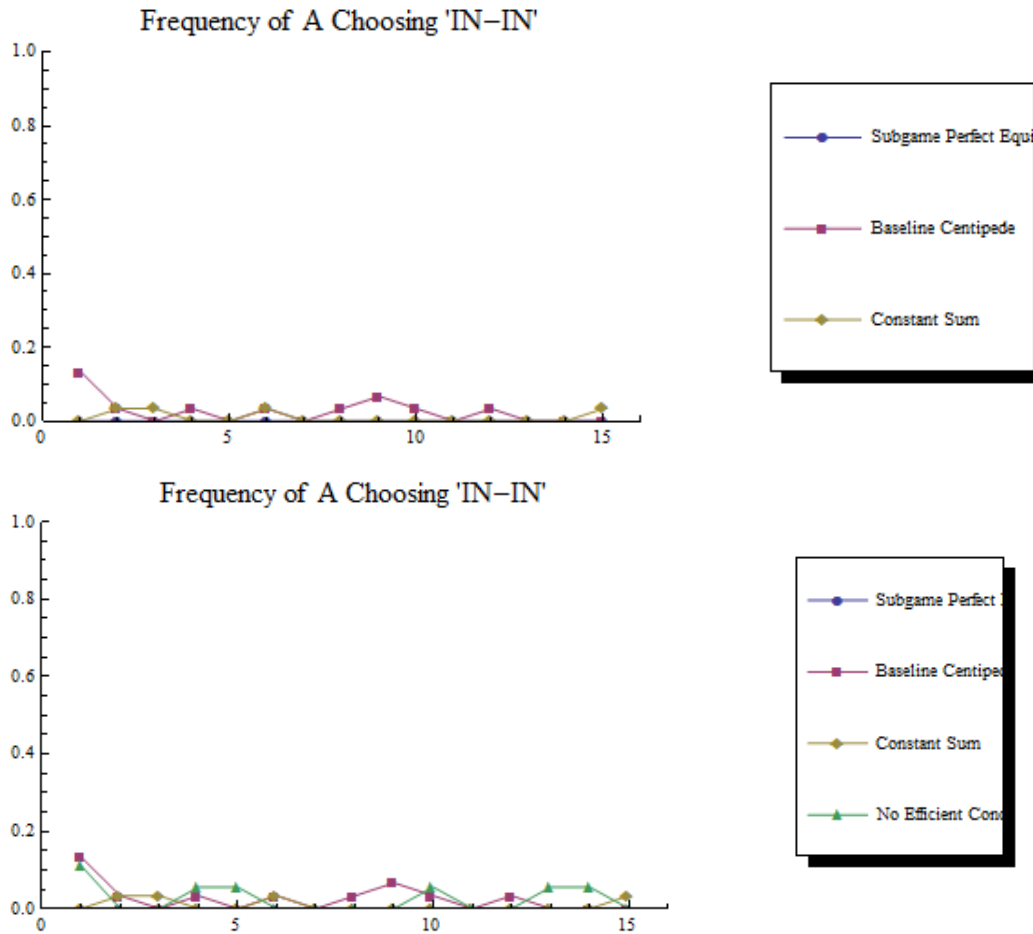 Frequency of A Choosing 'IN−IN'
1.0
0.8
0.6
0.4
0.2
0.0
0
5
10
15
Subgame Perfect Equi
Baseline Centipede
Constant Sum
Frequency of A Choosing 'IN−IN'
1.0
0.8
0.6
0.4
0.2
0.0
0
5
10
15
Subgame Perfect
Baseline Centiped
Constant Sum
No Efficient Conc